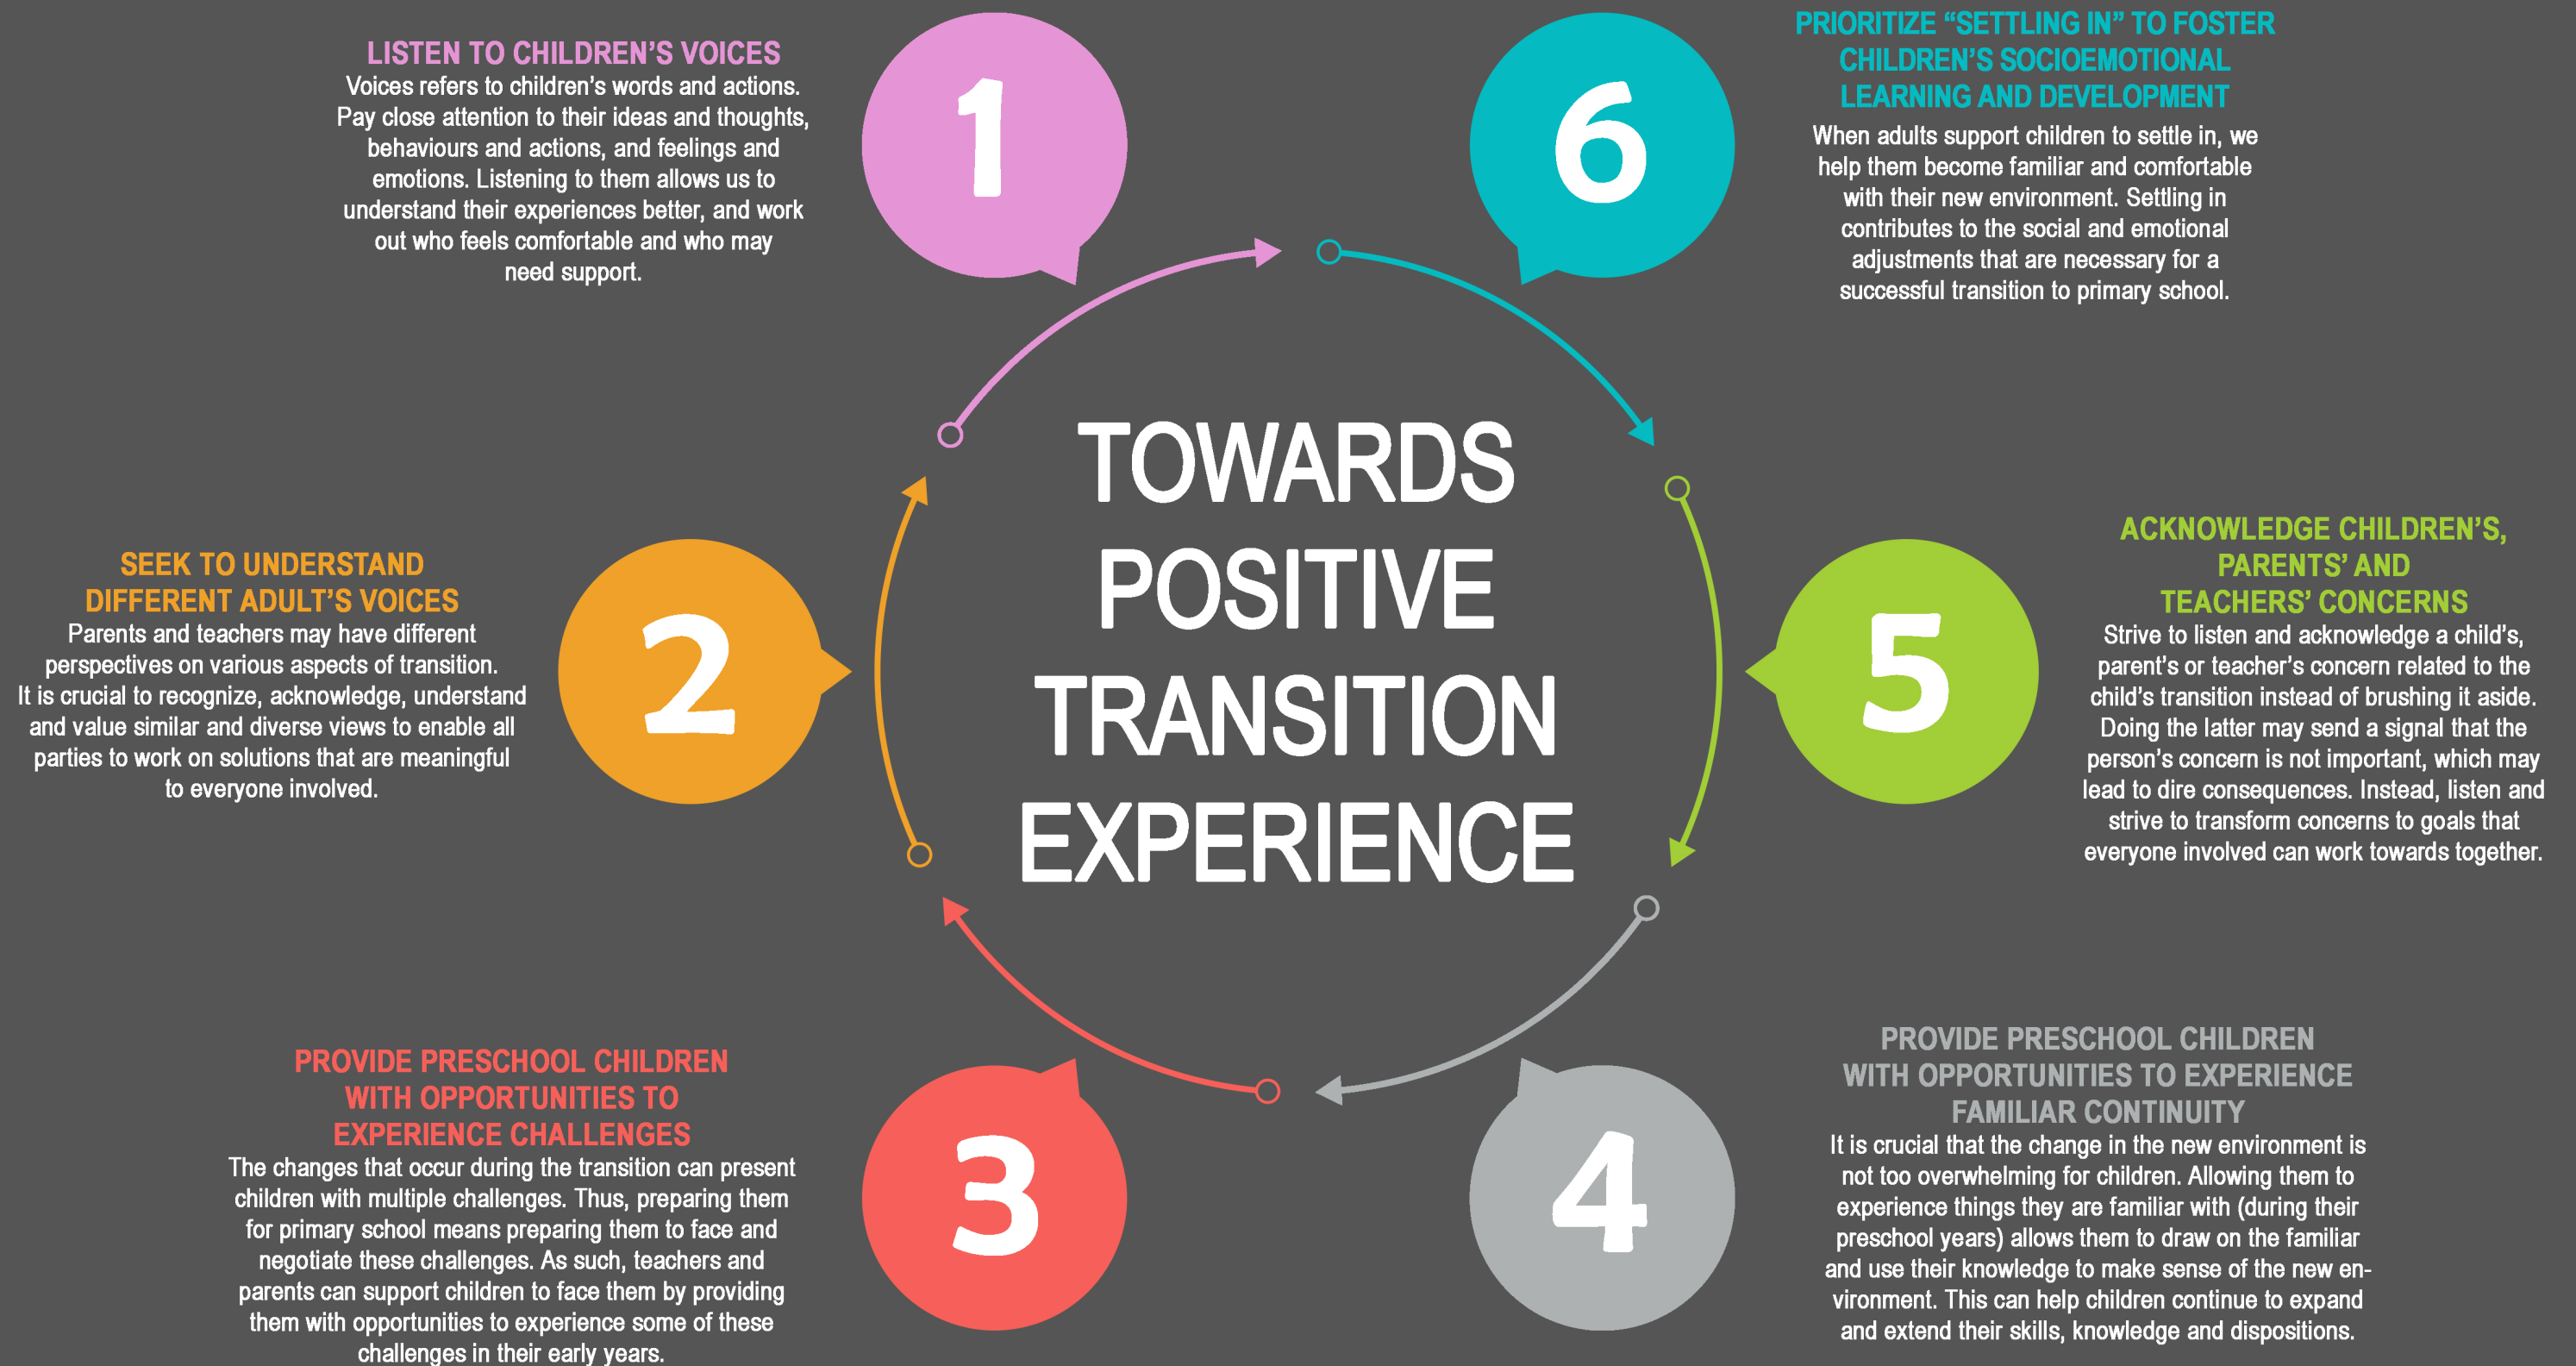 LISTEN TO CHILDREN'S VOICES
Voices refers to children's words and actions.
Pay close attention to their ideas and thoughts,
behaviours and actions, and feelings and
emotions. Listening to them allows us to
understand their experiences better, and work
out who feels comfortable and who may
need support.
1
SEEK TO UNDERSTAND
DIFFERENT ADULT'S VOICES
Parents and teachers may have different
perspectives on various aspects of transition.
It is crucial to recognize, acknowledge, understand
and value similar and diverse views to enable all
parties to work on solutions that are meaningful
to everyone involved.
2
PROVIDE PRESCHOOL CHILDREN
WITH OPPORTUNITIES TO
EXPERIENCE CHALLENGES
The changes that occur during the transition can present
children with multiple challenges. Thus, preparing them
for primary school means preparing them to face and
negotiate these challenges. As such, teachers and
parents can support children to face them by providing
them with opportunities to experience some of these
challenges in their early years.
3
TOWARDS
POSITIVE
TRANSITION
EXPERIENCE
4
PROVIDE PRESCHOOL CHILDREN
WITH OPPORTUNITIES TO EXPERIENCE
FAMILIAR CONTINUITY
It is crucial that the change in the new environment is
not too overwhelming for children. Allowing them to
experience things they are familiar with (during their
preschool years) allows them to draw on the familiar
and use their knowledge to make sense of the new en-
vironment. This can help children continue to expand
and extend their skills, knowledge and dispositions.
5
ACKNOWLEDGE CHILDREN'S,
PARENTS' AND
TEACHERS' CONCERNS
Strive to listen and acknowledge a child's,
parent's or teacher's concern related to the
child's transition instead of brushing it aside.
Doing the latter may send a signal that the
person's concern is not important, which may
lead to dire consequences. Instead, listen and
strive to transform concerns to goals that
everyone involved can work towards together.
6
PRIORITIZE “SETTLING IN” TO FOSTER
CHILDREN'S SOCIOEMOTIONAL
LEARNING AND DEVELOPMENT
When adults support children to settle in, we
help them become familiar and comfortable
with their new environment. Settling in
contributes to the social and emotional
adjustments that are necessary for a
successful transition to primary school.